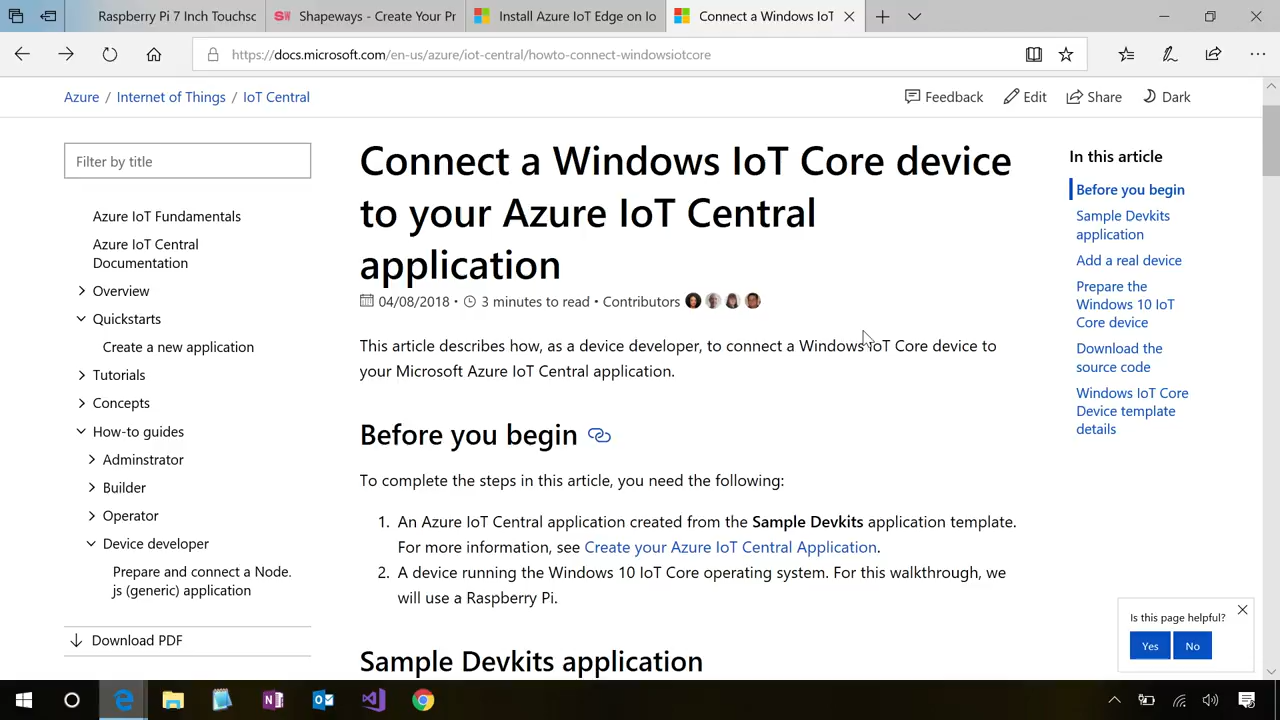 Raspberry Pi 7 Inch Touchsc
SW Shapeways - Create Your Pr
Install Azure IoT Edge on Io
Connect a Windows IoT
https://docs.microsoft.com/en-us/azure/iot-central/howto-connect-windowsiotcore
Azure / Internet of Things / IoT Central
Feedback Edit Share Dark
Filter by title
Azure IoT Fundamentals
Azure IoT Central
Documentation
Overview
Quickstarts
Create a new application
Tutorials
Concepts
How-to guides
Adminstrator
Builder
Operator
Device developer
Prepare and connect a Node.
js (generic) application
Download PDF
Connect a Windows IoT Core device
to your Azure IoT Central
application
04/08/2018 • 3 minutes to read • Contributors
This article describes how, as a device developer, to connect a Windows IoT Core device to
your Microsoft Azure IoT Central application.
Before you begin
To complete the steps in this article, you need the following:
1. An Azure IoT Central application created from the Sample Devkits application template.
For more information, see Create your Azure IoT Central Application.
2. A device running the Windows 10 IoT Core operating system. For this walkthrough, we
will use a Raspberry Pi.
Sample Devkits application
In this article
Before you begin
Sample Devkits
application
Add a real device
Prepare the
Windows 10 IoT
Core device
Download the
source code
Windows IoT Core
Device template
details
Is this page helpful?
Yes No